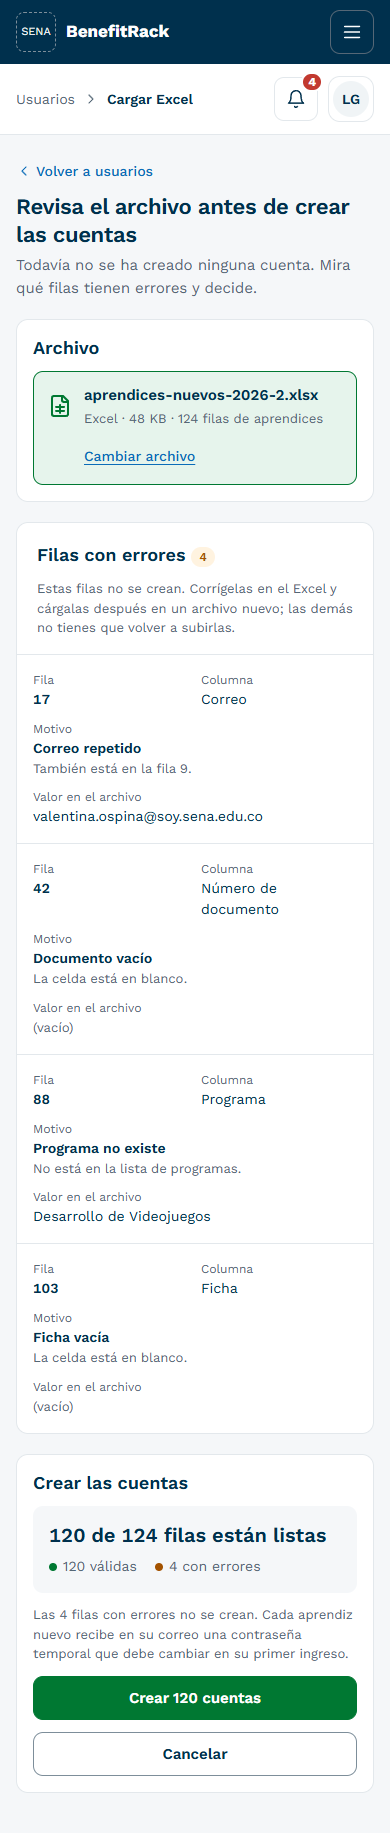 SENA
BenefitRack
Usuarios > Cargar Excel
4
LG
Volver a usuarios
Revisa el archivo antes de crear
las cuentas
Todavía no se ha creado ninguna cuenta. Mira
qué filas tienen errores y decide.
Archivo
aprendices-nuevos-2026-2.xlsx
Excel · 48 KB · 124 filas de aprendices
Cambiar archivo
Filas con errores 4
Estas filas no se crean. Corrígelas en el Excel y
cárgalas después en un archivo nuevo; las demás
no tienes que volver a subirlas.
Fila Columna
17 Correo
Motivo
Correo repetido
También está en la fila 9.
Valor en el archivo
valentina.ospina@soy.sena.edu.co
Fila Columna
42 Número de
documento
Motivo
Documento vacío
La celda está en blanco.
Valor en el archivo
(vacío)
Fila Columna
88 Programa
Motivo
Programa no existe
No está en la lista de programas.
Valor en el archivo
Desarrollo de Videojuegos
Fila Columna
103 Ficha
Motivo
Ficha vacía
La celda está en blanco.
Valor en el archivo
(vacío)
Crear las cuentas
120 de 124 filas están listas
120 válidas 4 con errores
Las 4 filas con errores no se crean. Cada aprendiz
nuevo recibe en su correo una contraseña
temporal que debe cambiar en su primer ingreso.
Crear 120 cuentas
Cancelar